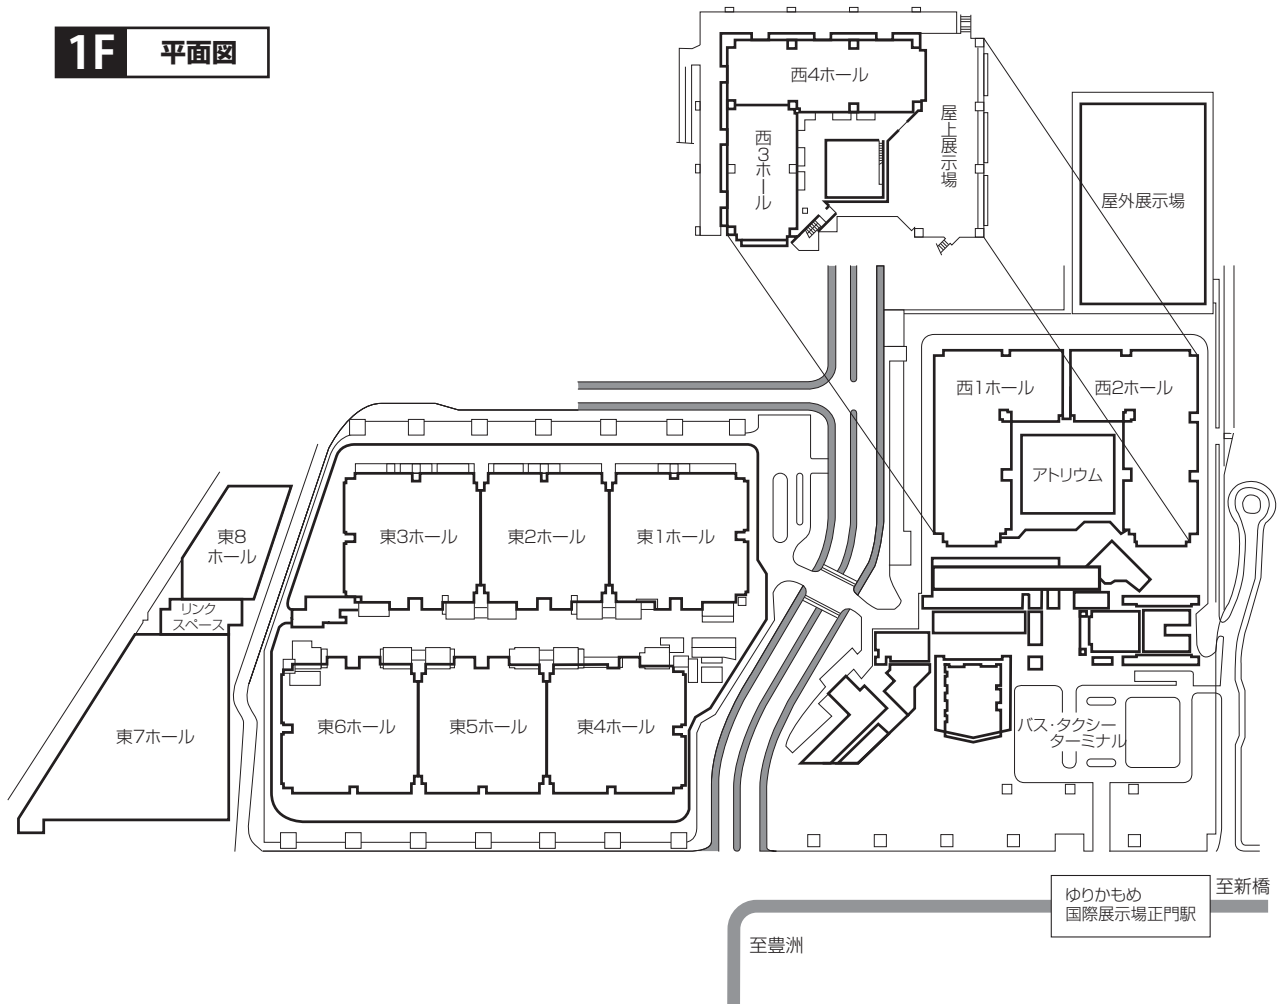 1F 平面図
西4ホール
西3ホール
屋上展示場
屋外展示場
西1ホール
西2ホール
アトリウム
東8
ホール
リンク
スペース
東7ホール
東3ホール
東2ホール
東1ホール
東6ホール
東5ホール
東4ホール
バス・タクシー
ターミナル
ゆりかもめ
国際展示場正門駅
至新橋
至豊洲